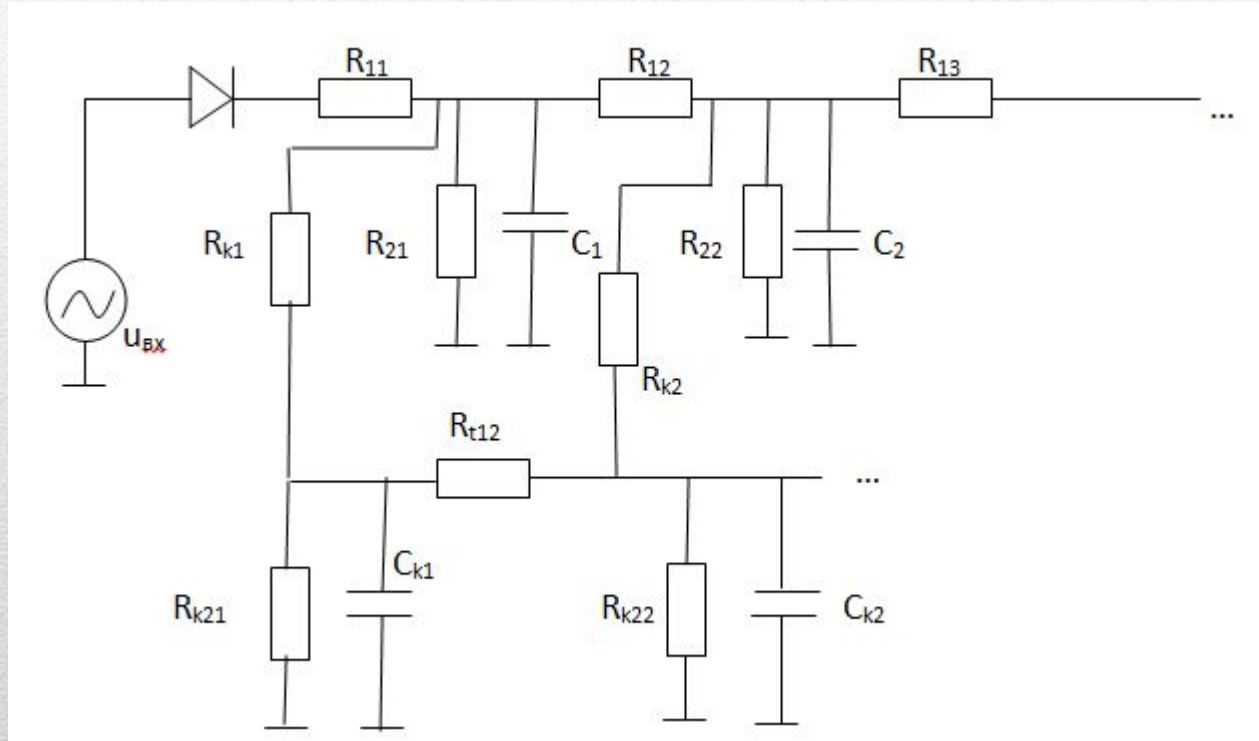 R11
R12
R13
...
Rk1
R21
C1
R22
C2
uвх
Rk2
Rt12
...
Ck1
Rk21
Rk22
Ck2